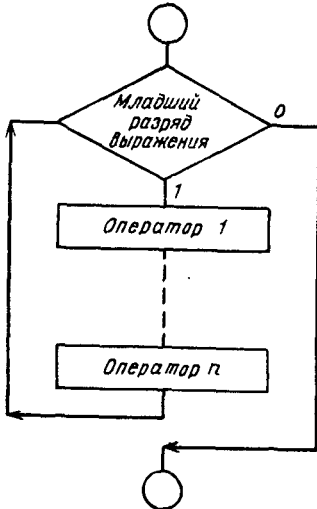 Младший
разряд
выражения
0
1
Оператор 1
Оператор n